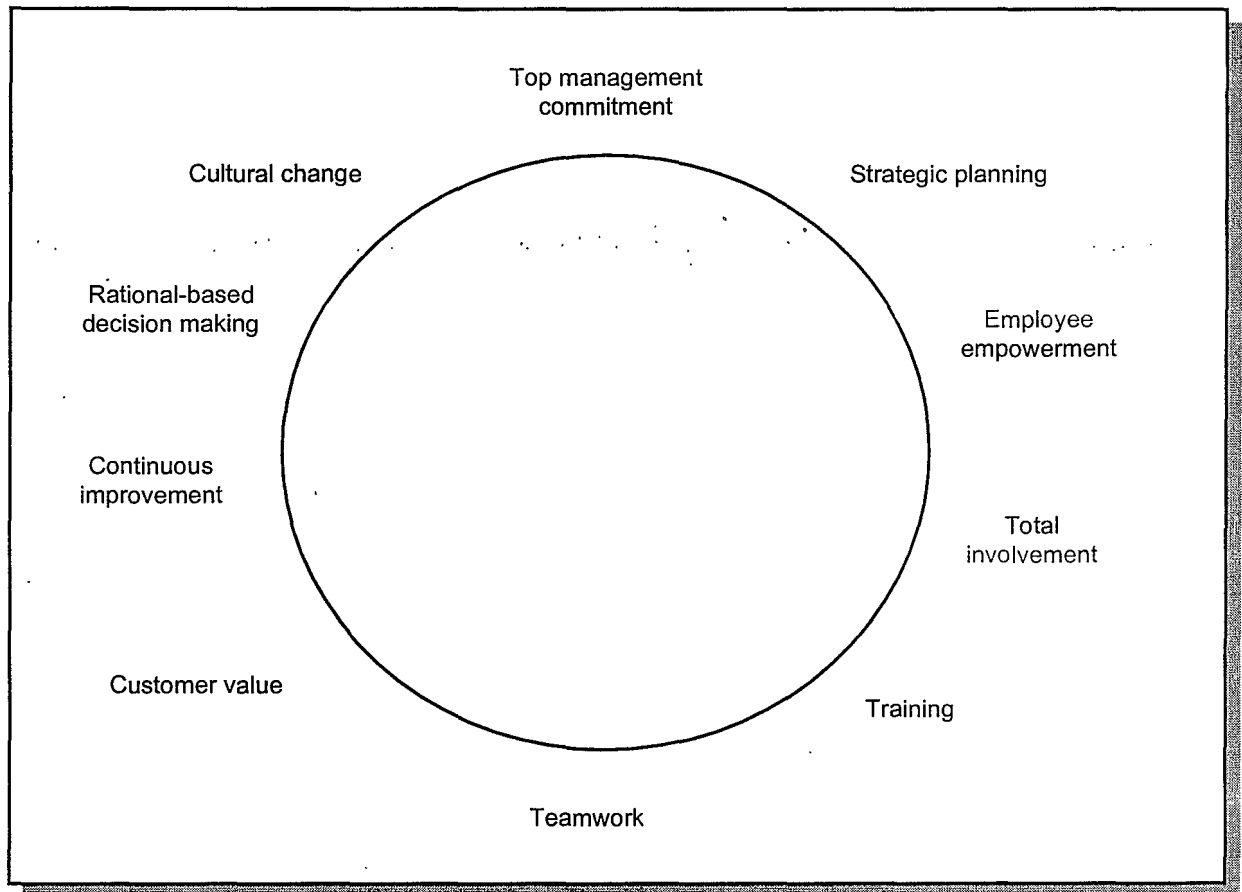 Top management
commitment
Strategic planning
Employee
empowerment
Total
involvement
Training
Teamwork
Customer value
Continuous
improvement
Rational-based
decision making
Cultural change